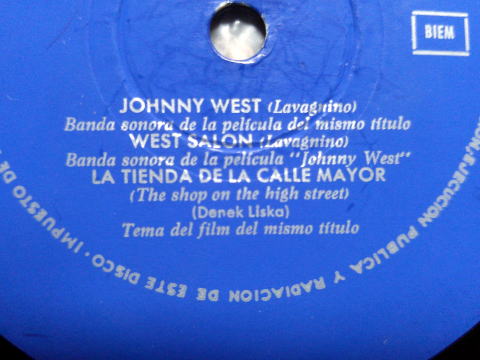 BIEM
JOHNNY WEST (Lavagnino)
Banda sonora de la película del mismo título
WEST SALON (Lavagnino)
Banda sonora de la película "Johnny West"
LA TIENDA DE LA CALLE MAYOR
(The shop on the high street)
(Denek Liska)
Tema del film del mismo título
EJECUCION PUBLICA Y RADIACION DE ESTE DISCO · IMPUESTO DE